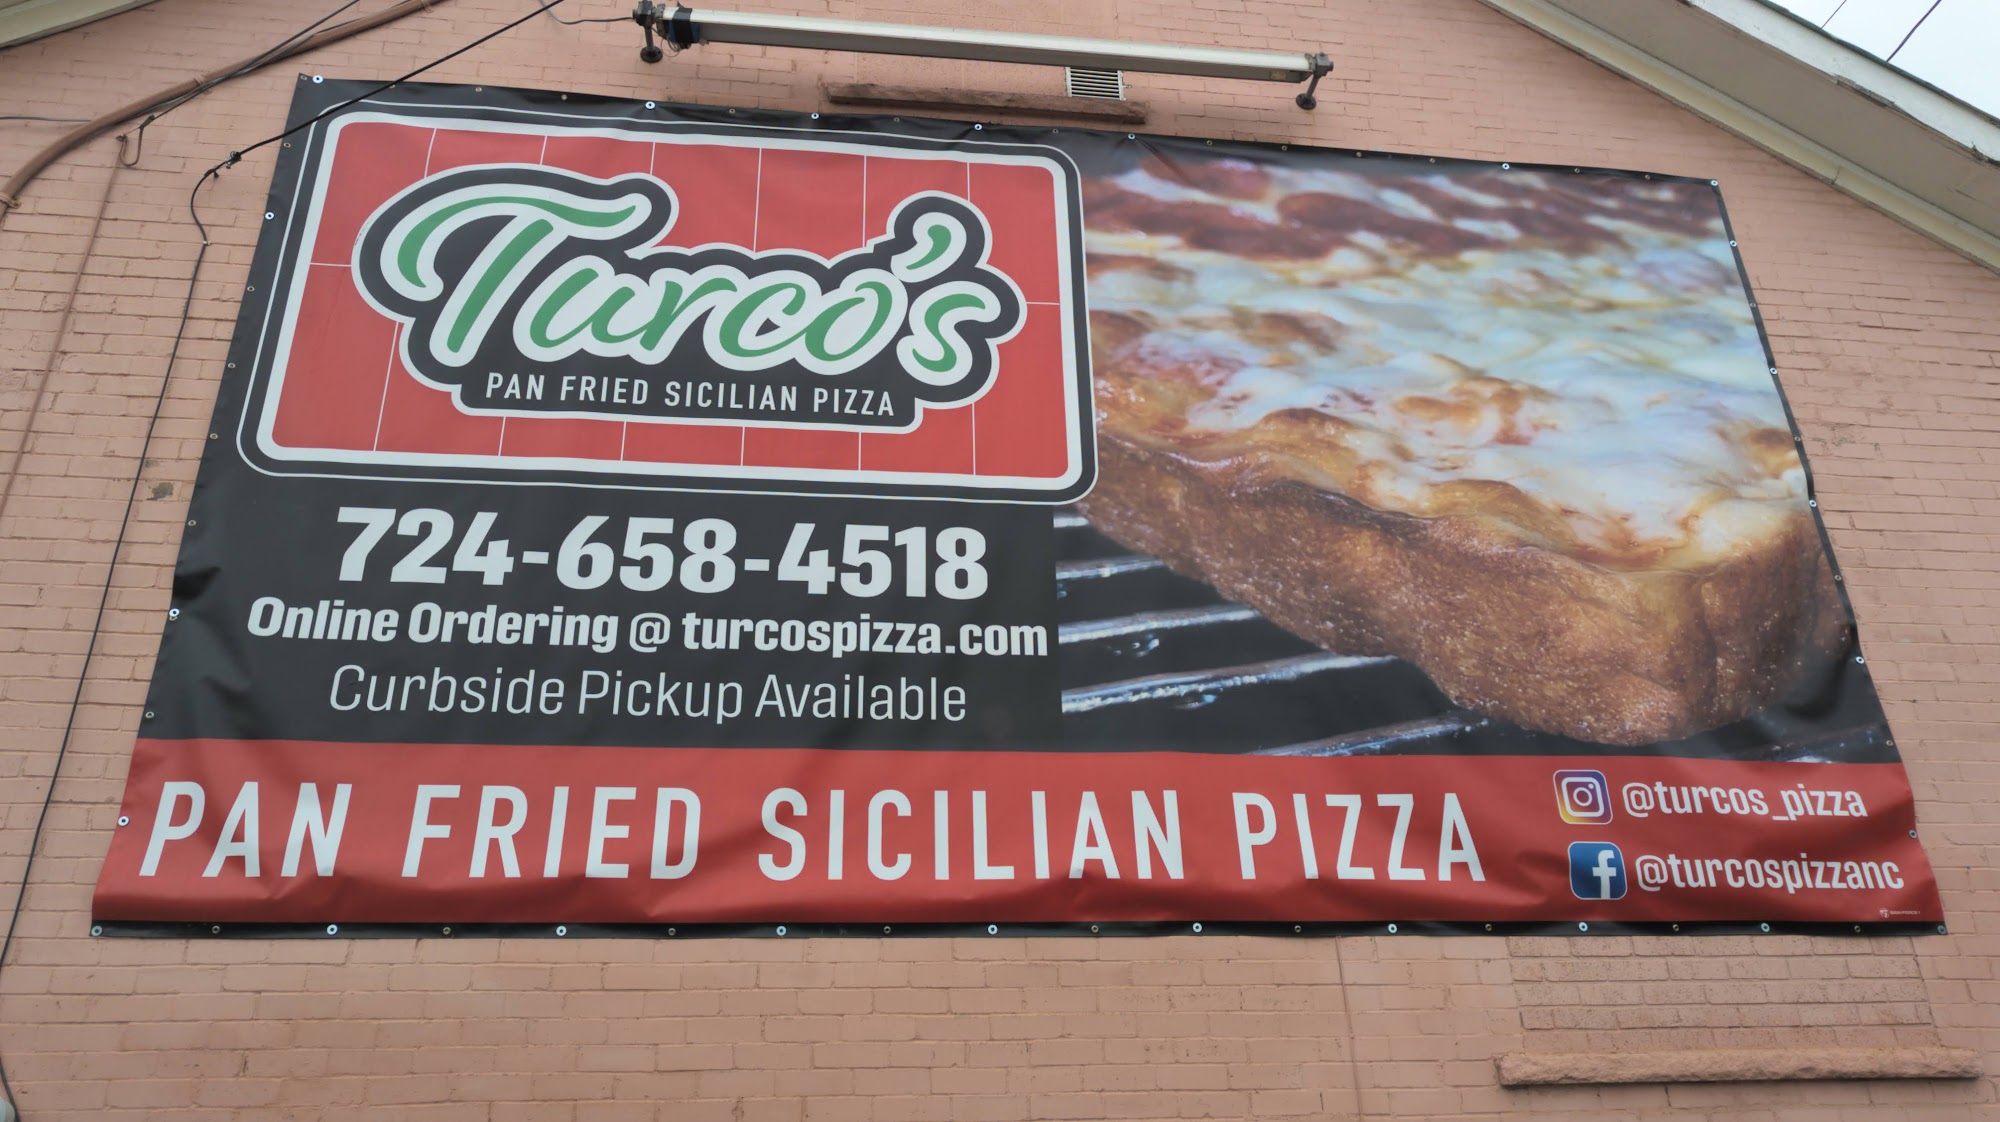 Turco's
PAN FRIED SICILIAN PIZZA
724-658-4518
Online Ordering @ turcospizza.com
Curbside Pickup Available
PAN FRIED SICILIAN PIZZA
@turcos_pizza
@turcospizzanc